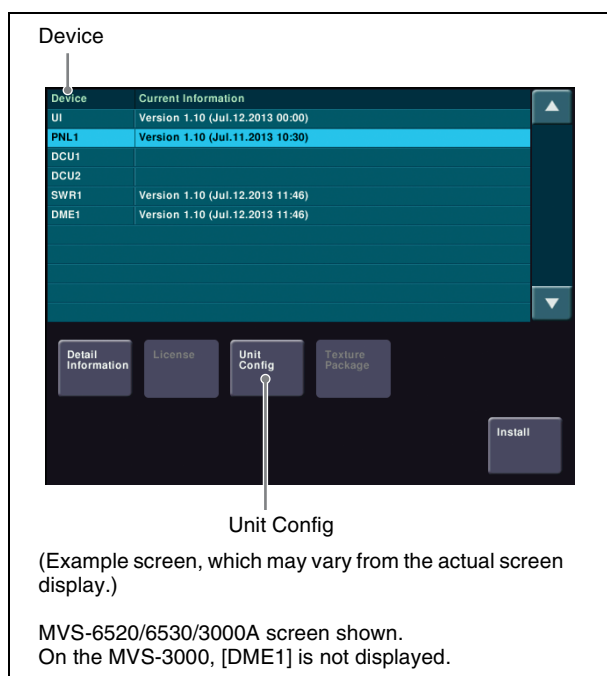 Device
Device Current Information
UI Version 1.10 (Jul.12.2013 00:00)
PNL1 Version 1.10 (Jul.11.2013 10:30)
DCU1
DCU2
SWR1 Version 1.10 (Jul.12.2013 11:46)
DME1 Version 1.10 (Jul.12.2013 11:46)
Detail
Information
License
Unit
Config
Texture
Package
Install
Unit Config
(Example screen, which may vary from the actual screen
display.)
MVS-6520/6530/3000A screen shown.
On the MVS-3000, [DME1] is not displayed.